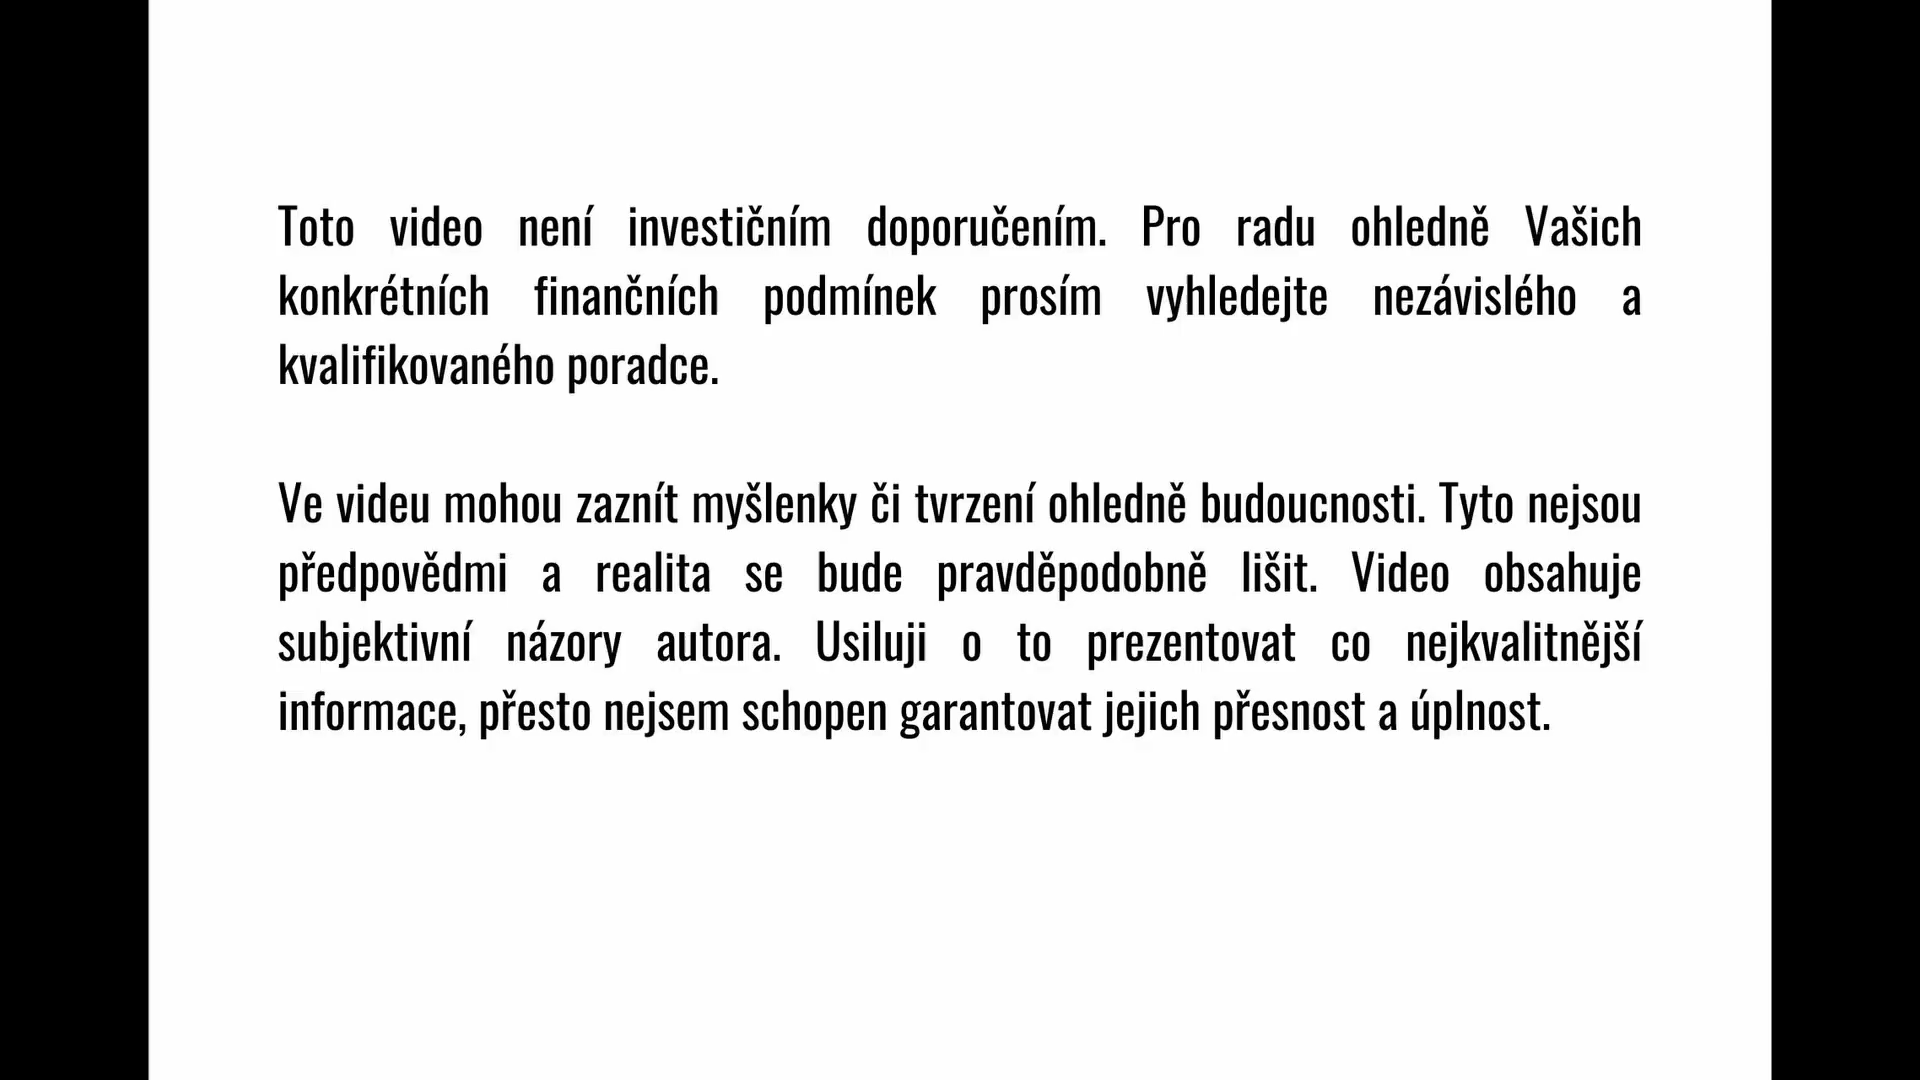 Toto video není investičním doporučením. Pro radu ohledně Vašich
konkrétních finančních podmínek prosím vyhledejte nezávislého a
kvalifikovaného poradce.
Ve videu mohou zaznít myšlenky či tvrzení ohledně budoucnosti. Tyto nejsou
předpovědmi a realita se bude pravděpodobně lišit. Video obsahuje
subjektivní názory autora. Usiluji o to prezentovat co nejkvalitnější
informace, přesto nejsem schopen garantovat jejich přesnost a úplnost.